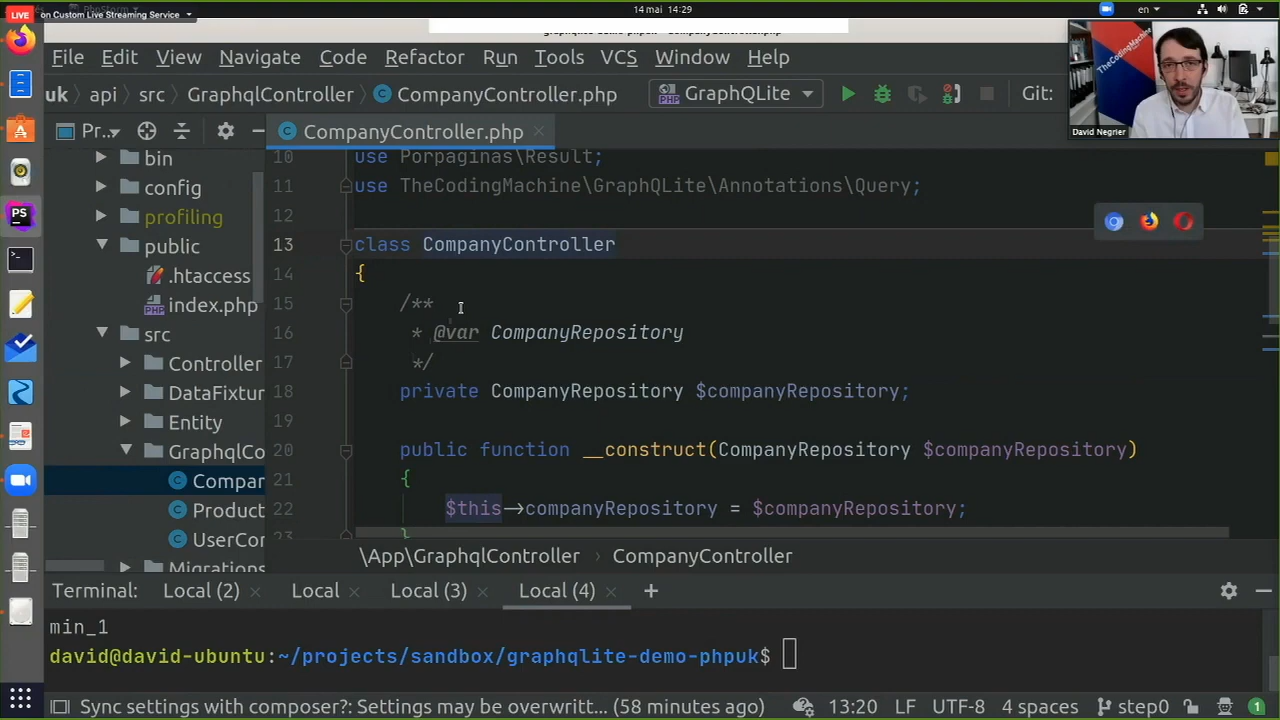 LIVE on Custom Live Streaming Service
PhpStorm
14 mai 14:29
en
File Edit View Navigate Code Refactor Run Tools VCS Window Help
TheCodingMachine
David Negrier
uk api src GraphqlController CompanyController.php GraphQLite Git:
Pr... CompanyController.php
bin
config
profiling
public
.htaccess
index.php
src
Controller
DataFixtur
Entity
GraphqlCo
Compar
Product
UserCor
Migrations
10 use Porpaginas\Result;
11 use TheCodingMachine\GraphQLite\Annotations\Query;
12
13 class CompanyController
14 {
15 /**
16 * @var CompanyRepository
17 */
18 private CompanyRepository $companyRepository;
19
20 public function __construct(CompanyRepository $companyRepository)
21 {
22 $this->companyRepository = $companyRepository;
23 }
\App\GraphqlController › CompanyController
Terminal: Local (2) Local Local (3) Local (4) +
min_1
david@david-ubuntu:~/projects/sandbox/graphqlite-demo-phpuk$
Sync settings with composer?: Settings may be overwritt... (58 minutes ago) 13:20 LF UTF-8 4 spaces step0 1